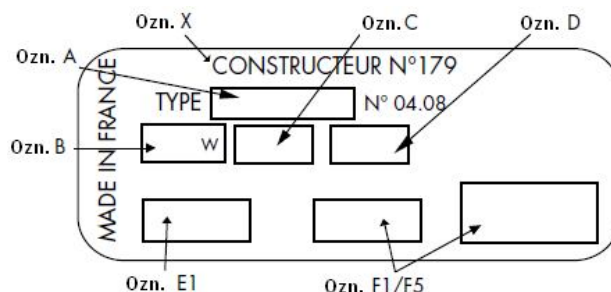 Ozn. X
Ozn. C
Ozn. D
Ozn. A
CONSTRUCTEUR N°179
TYPE
N° 04.08
Ozn. B
W
MADE IN FRANCE
Ozn. E1
Ozn. F1/F5